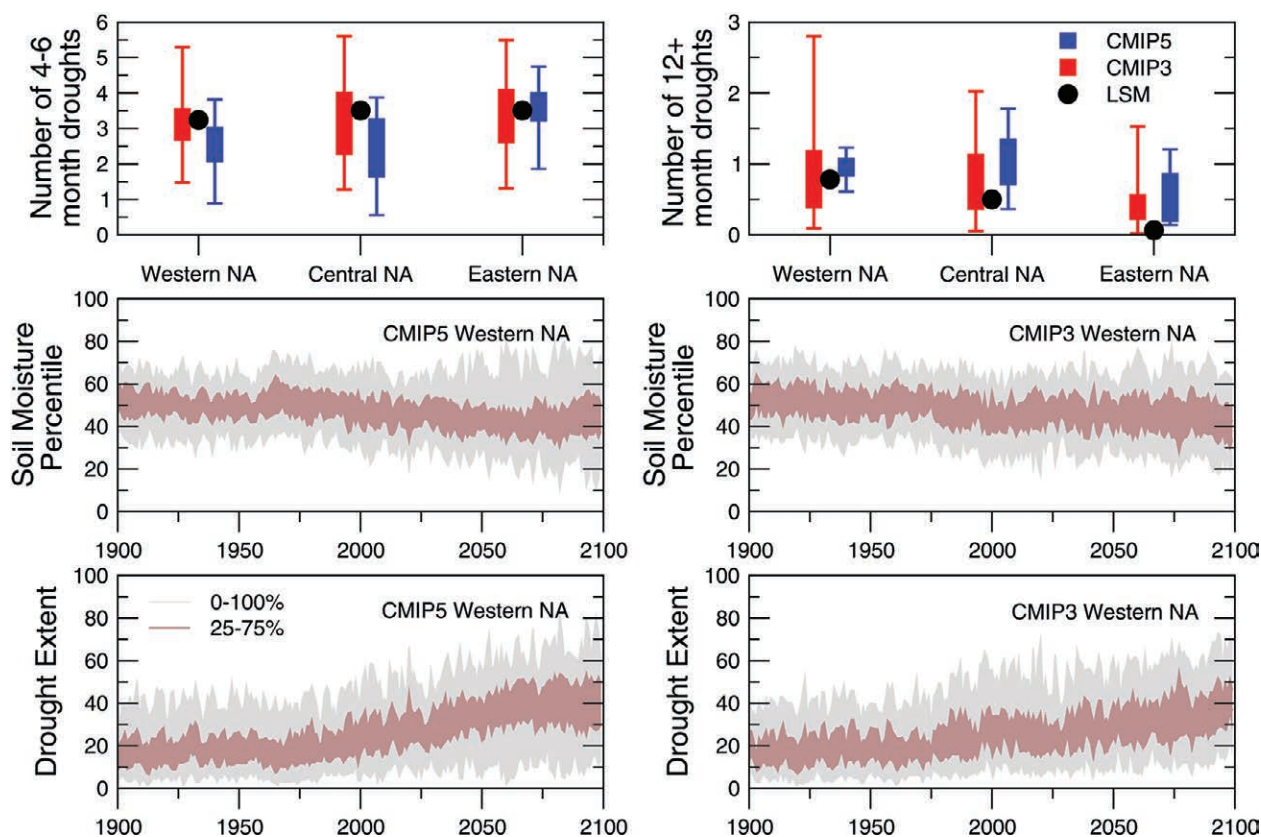 Number of 4-6
month droughts
6
5
4
3
2
1
0
Western NA Central NA Eastern NA
Number of 12+
month droughts
3
2
1
0
CMIP5
CMIP3
LSM
Western NA Central NA Eastern NA
Soil Moisture
Percentile
100
80
60
40
20
0
CMIP5 Western NA
1900 1950 2000 2050 2100
Soil Moisture
Percentile
100
80
60
40
20
0
CMIP3 Western NA
1900 1950 2000 2050 2100
Drought Extent
100
80
60
40
20
0
0-100%
25-75%
CMIP5 Western NA
1900 1950 2000 2050 2100
Drought Extent
100
80
60
40
20
0
CMIP3 Western NA
1900 1950 2000 2050 2100